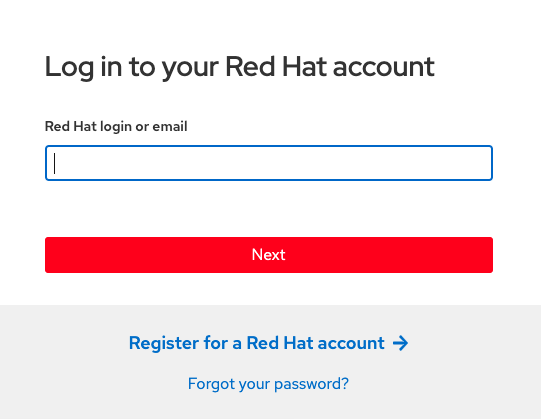 Log in to your Red Hat account
Red Hat login or email
Next
Register for a Red Hat account →
Forgot your password?